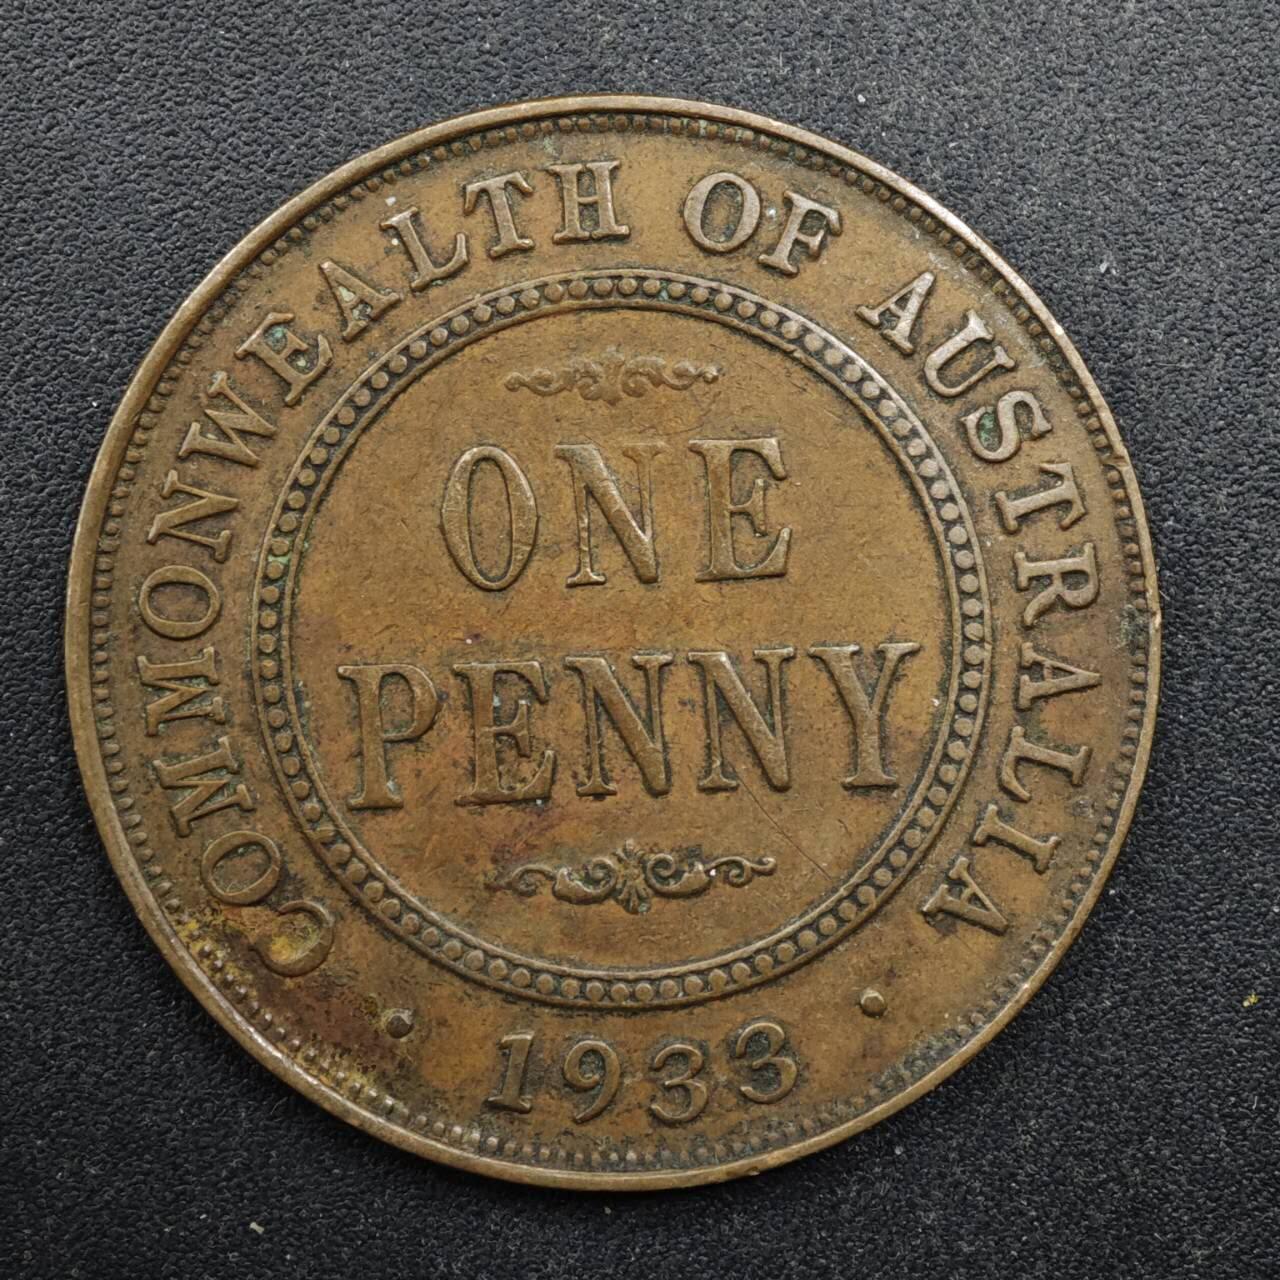 COMMONWEALTH OF AUSTRALIA
ONE
PENNY
· 1933 ·